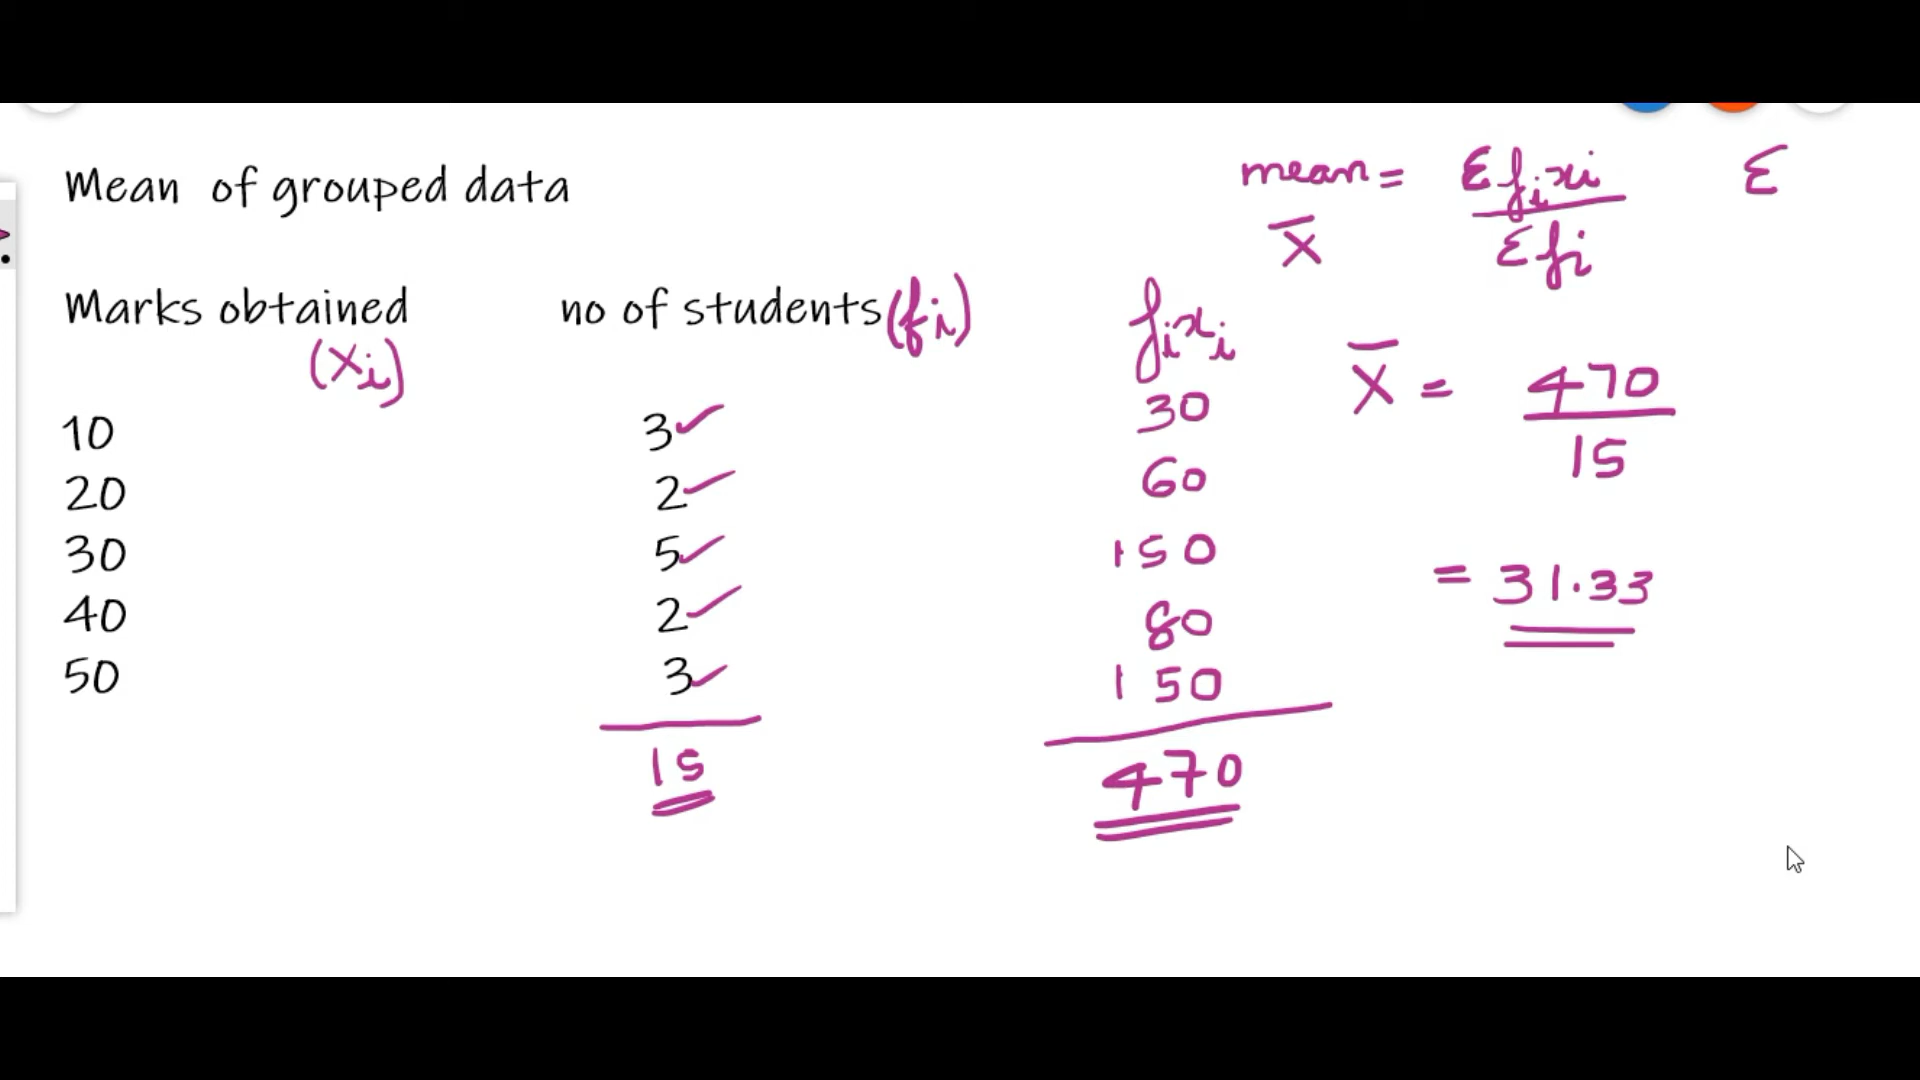 Mean of grouped data
mean = Σfixi / Σfi Σ
X̄
Marks obtained (xi) no of students (fi) fixi
10 3 30
20 2 60
30 5 150
40 2 80
50 3 150
15 470
X̄ = 470 / 15
= 31.33